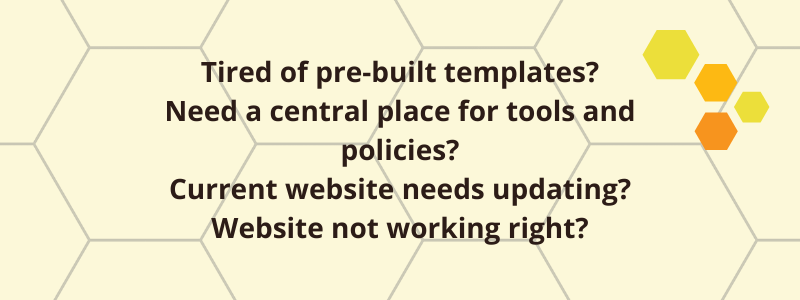 Tired of pre-built templates?
Need a central place for tools and
policies?
Current website needs updating?
Website not working right?